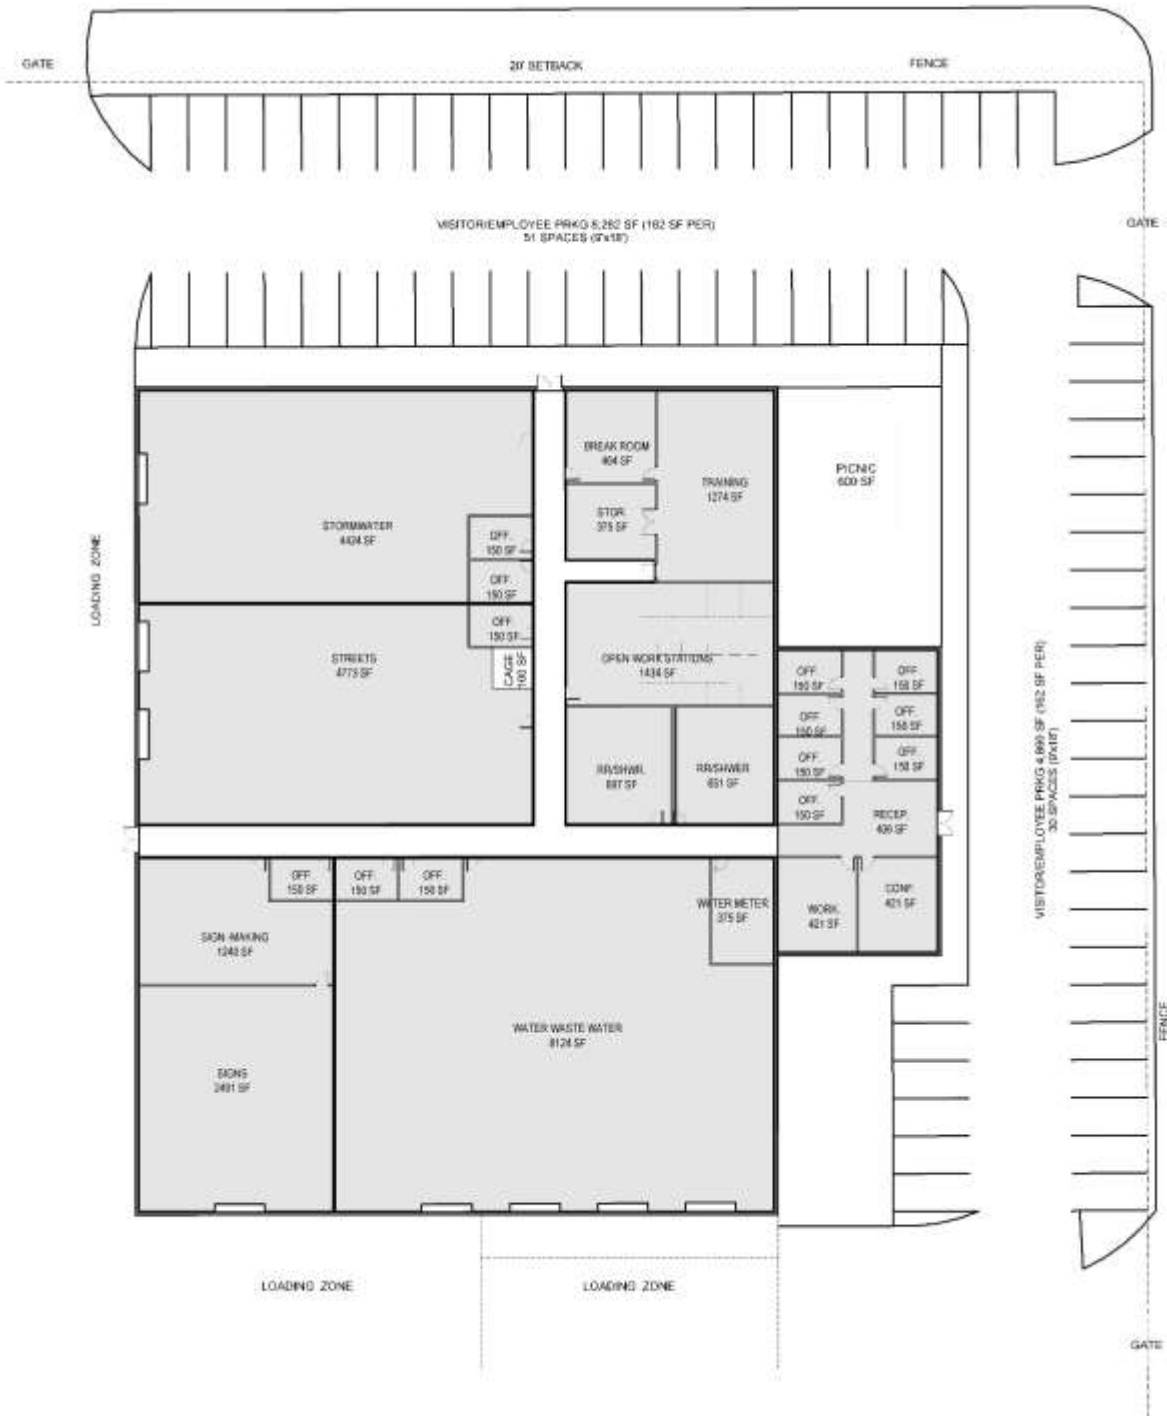 GATE
20' SETBACK
FENCE
VISITOR/EMPLOYEE PRKG 8,262 SF (162 SF PER)
51 SPACES (9'x18')
GATE
BREAK ROOM
464 SF
TRAINING
1274 SF
PICNIC
600 SF
STOR.
375 SF
STORMWATER
4424 SF
OFF.
150 SF
OFF.
150 SF
OFF.
150 SF
LOADING ZONE
STREETS
4773 SF
CAGE
100 SF
OPEN WORK STATIONS
1434 SF
OFF.
150 SF
OFF.
150 SF
OFF.
150 SF
OFF.
150 SF
OFF.
150 SF
OFF.
150 SF
OFF.
150 SF
RR/SHWR.
697 SF
RR/SHWER
651 SF
RECEP.
406 SF
VISITOR/EMPLOYEE PRKG 4,860 SF (162 SF PER)
30 SPACES (9'x18')
OFF.
150 SF
OFF.
150 SF
OFF.
150 SF
WATER METER
375 SF
WORK.
421 SF
CONF.
421 SF
SIGN-MAKING
1240 SF
WATER WASTE WATER
8124 SF
FENCE
SIGNS
2491 SF
LOADING ZONE
LOADING ZONE
GATE